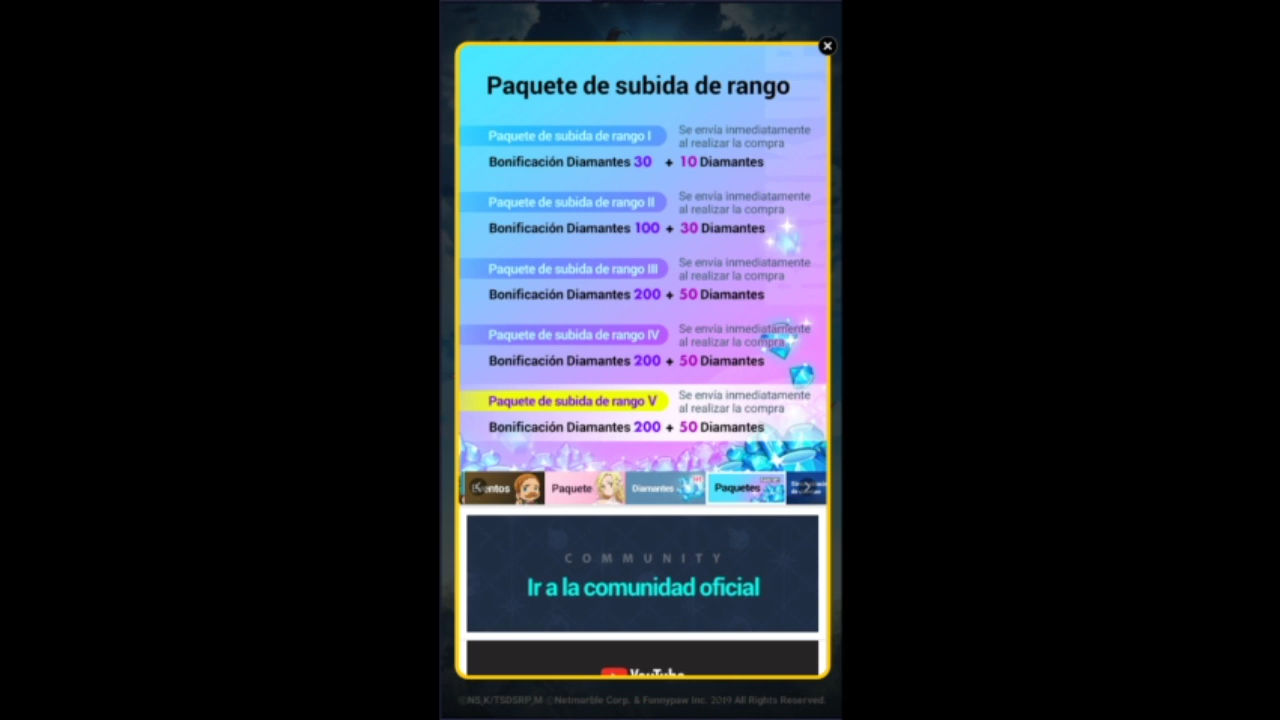 Paquete de subida de rango
Paquete de subida de rango I
Se envía inmediatamente
al realizar la compra
Bonificación Diamantes 30 + 10 Diamantes
Paquete de subida de rango II
Se envía inmediatamente
al realizar la compra
Bonificación Diamantes 100 + 30 Diamantes
Paquete de subida de rango III
Se envía inmediatamente
al realizar la compra
Bonificación Diamantes 200 + 50 Diamantes
Paquete de subida de rango IV
Se envía inmediatamente
al realizar la compra
Bonificación Diamantes 200 + 50 Diamantes
Paquete de subida de rango V
Se envía inmediatamente
al realizar la compra
Bonificación Diamantes 200 + 50 Diamantes
Eventos Paquete Diamantes Paquetes
COMMUNITY
Ir a la comunidad oficial
YouTube
©NS,K/TSDSRP,M ©Netmarble Corp. & Funnypaw Inc. 2019 All Rights Reserved.